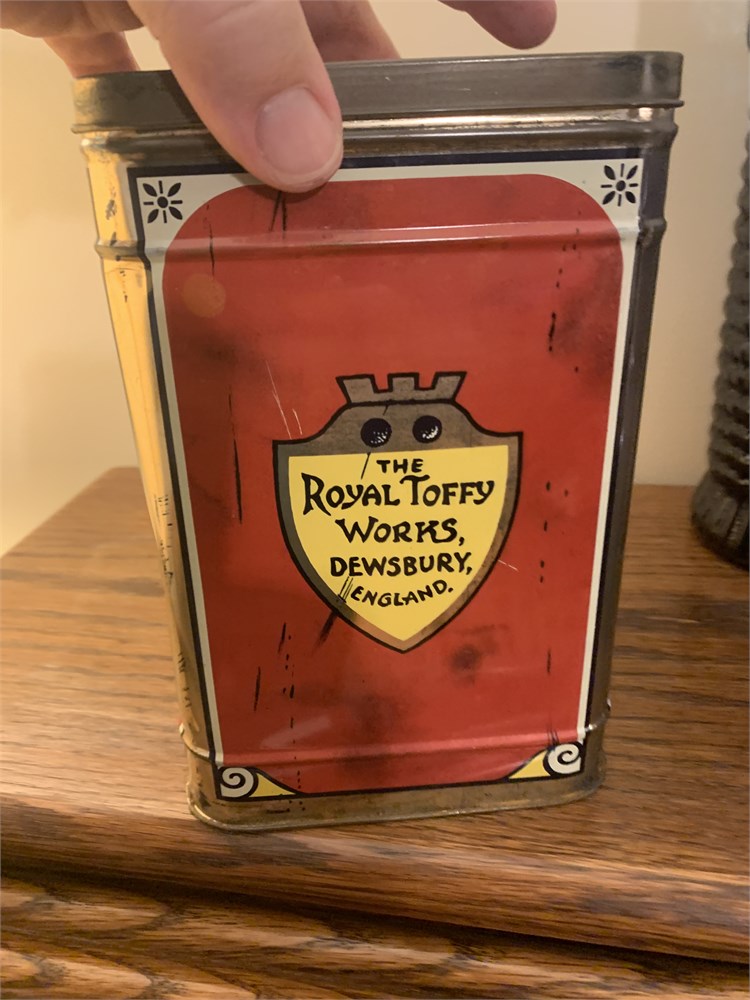 THE
ROYAL TOFFY
WORKS,
DEWSBURY,
ENGLAND.